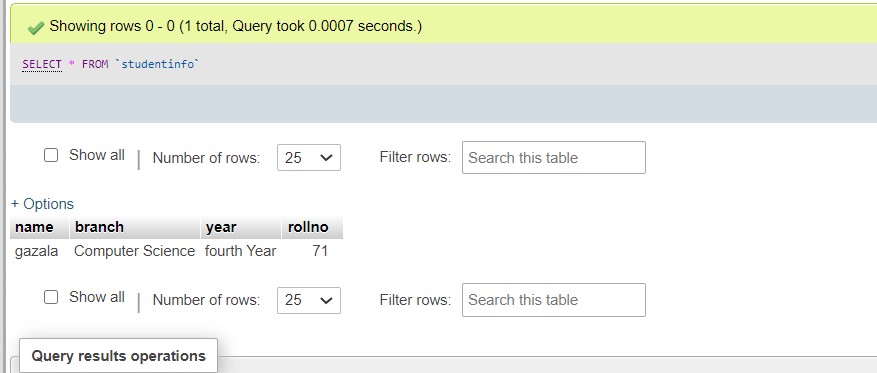 Showing rows 0 - 0 (1 total, Query took 0.0007 seconds.)
SELECT * FROM `studentinfo`
Show all | Number of rows: 25 Filter rows: Search this table
+ Options
name branch year rollno
gazala Computer Science fourth Year 71
Show all | Number of rows: 25 Filter rows: Search this table
Query results operations